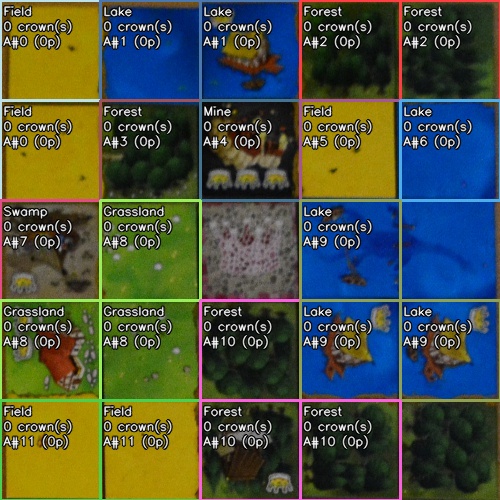 Field
0 crown(s)
A#0 (0p)
Lake
0 crown(s)
A#1 (0p)
Lake
0 crown(s)
A#1 (0p)
Forest
0 crown(s)
A#2 (0p)
Forest
0 crown(s)
A#2 (0p)
Field
0 crown(s)
A#0 (0p)
Forest
0 crown(s)
A#3 (0p)
Mine
0 crown(s)
A#4 (0p)
Field
0 crown(s)
A#5 (0p)
Lake
0 crown(s)
A#6 (0p)
Swamp
0 crown(s)
A#7 (0p)
Grassland
0 crown(s)
A#8 (0p)
Lake
0 crown(s)
A#9 (0p)
Grassland
0 crown(s)
A#8 (0p)
Grassland
0 crown(s)
A#8 (0p)
Forest
0 crown(s)
A#10 (0p)
Lake
0 crown(s)
A#9 (0p)
Lake
0 crown(s)
A#9 (0p)
Field
0 crown(s)
A#11 (0p)
Field
0 crown(s)
A#11 (0p)
Forest
0 crown(s)
A#10 (0p)
Forest
0 crown(s)
A#10 (0p)